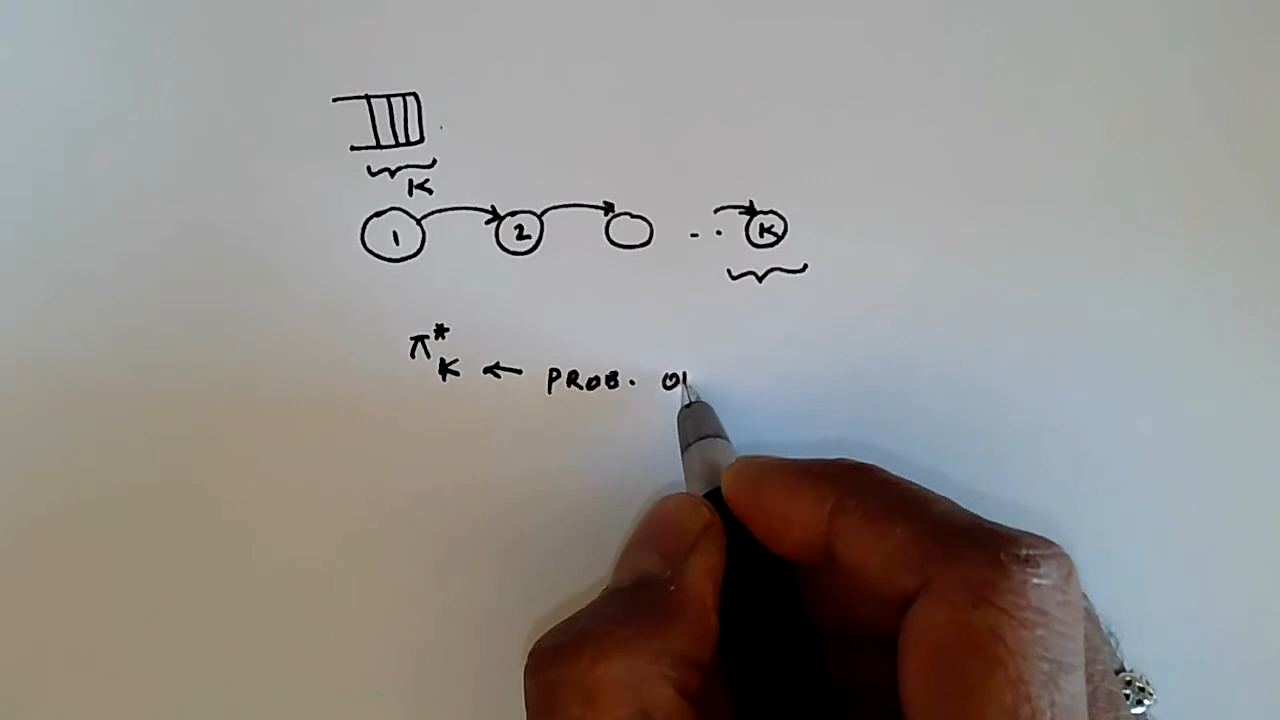 K
1 2 .. K
π*K ← PROB. O